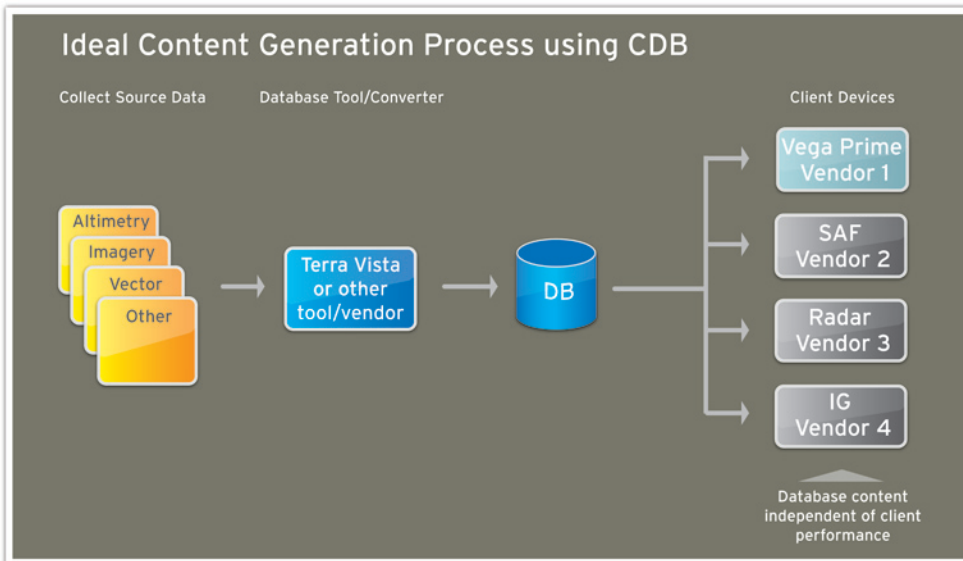 Ideal Content Generation Process using CDB
Collect Source Data
Database Tool/Converter
Client Devices
Altimetry
Imagery
Vector
Other
Terra Vista
or other
tool/vendor
DB
Vega Prime
Vendor 1
SAF
Vendor 2
Radar
Vendor 3
IG
Vendor 4
Database content
independent of client
performance